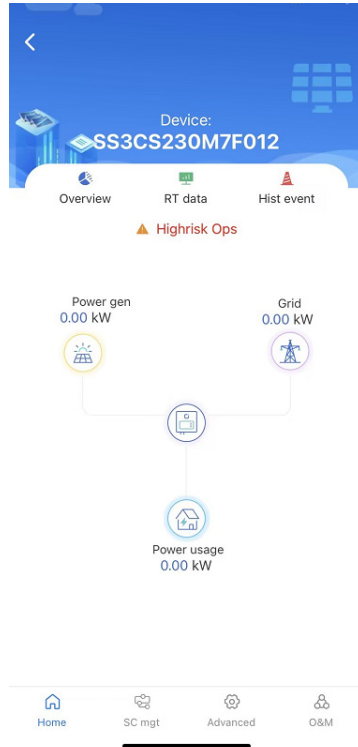 Device:
SS3CS230M7F012
Overview RT data Hist event
Highrisk Ops
Power gen
0.00 kW
Grid
0.00 kW
Power usage
0.00 kW
Home SC mgt Advanced O&M